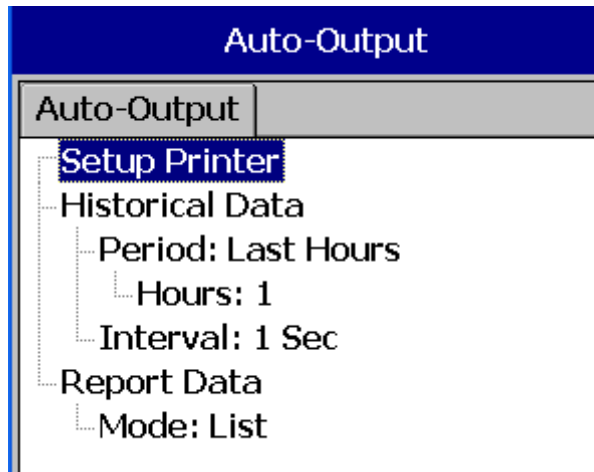 Auto-Output
Auto-Output
Setup Printer
Historical Data
Period: Last Hours
Hours: 1
Interval: 1 Sec
Report Data
Mode: List